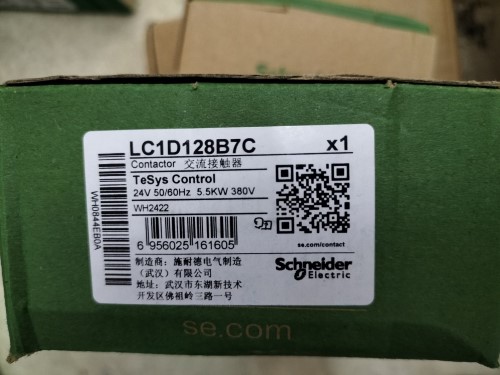 LC1D128B7C x1
Contactor 交流接触器
TeSys Control
24V 50/60Hz 5.5KW 380V
WH2422
6 956025 161605
se.com/contact
制造商: 施耐德电气制造
(武汉) 有限公司
地址: 武汉市东湖新技术
开发区佛祖岭三路一号
Schneider
Electric
WH0844EB0A
se.com